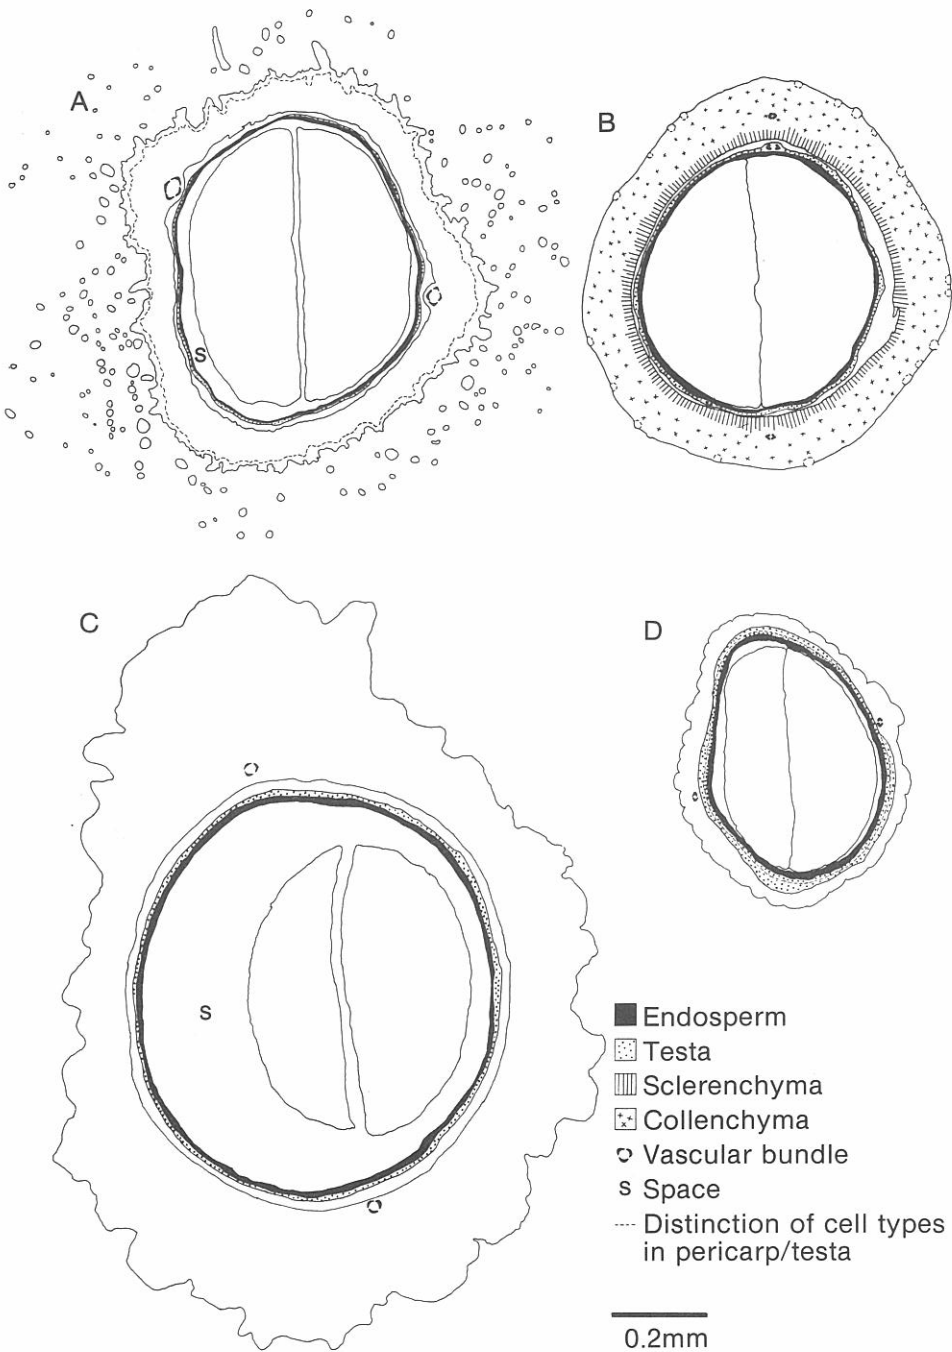 A
B
S
C
D
S
Endosperm
Testa
Sclerenchyma
Collenchyma
Vascular bundle
S Space
Distinction of cell types
in pericarp/testa
0.2mm